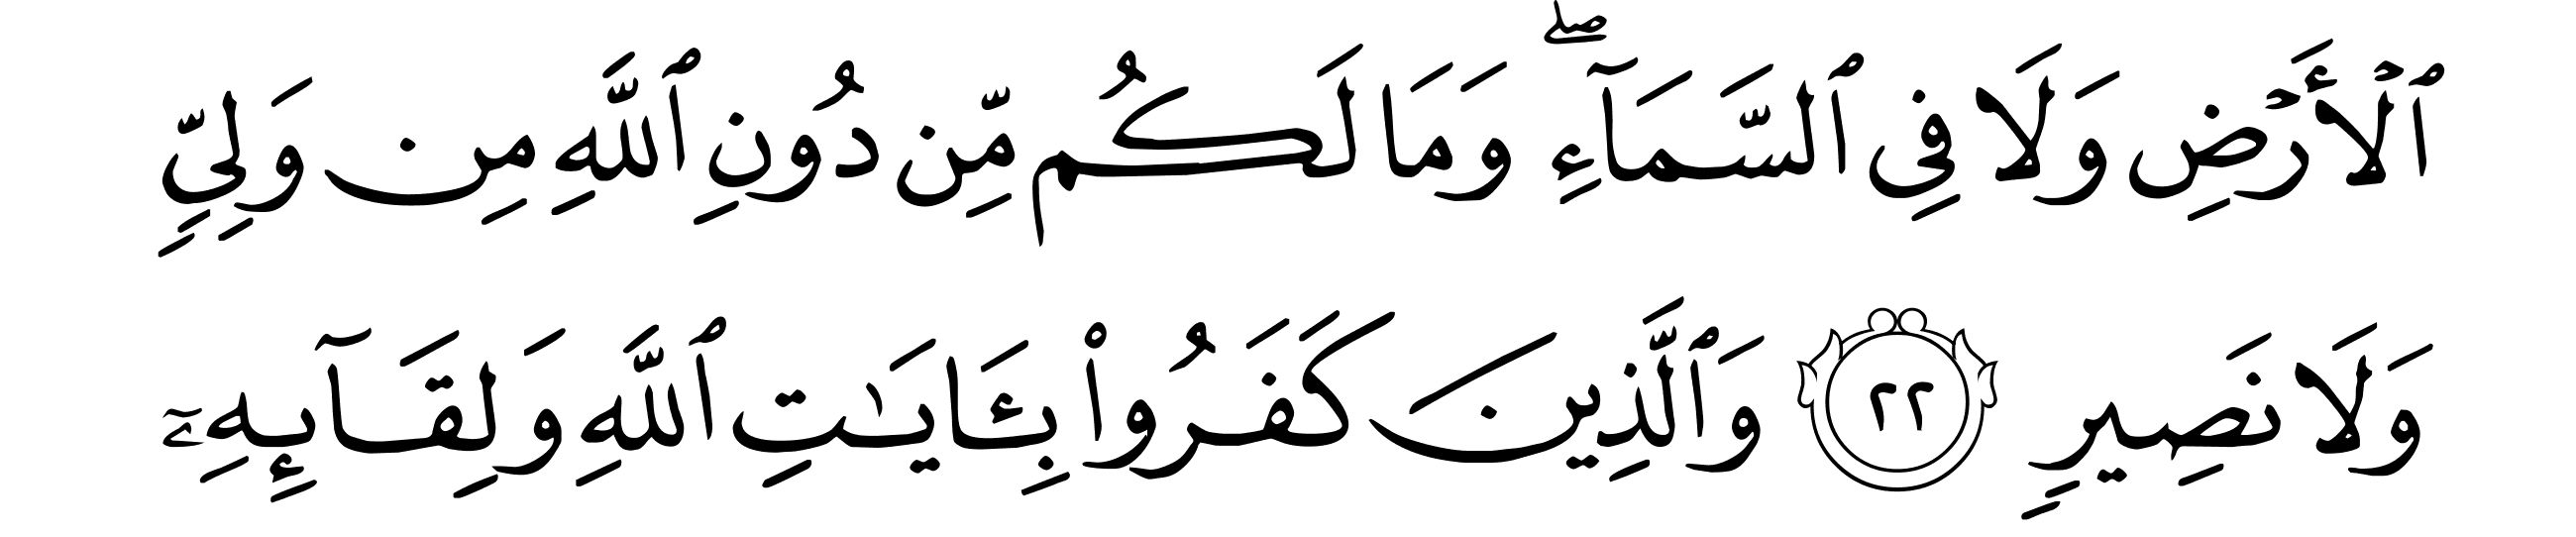 ٱلۡأَرۡضِ وَلَا فِي ٱلسَّمَآءِۖ وَمَا لَكُم مِّن دُونِ ٱللَّهِ مِن وَلِيّٖ
وَلَا نَصِيرٖ ٢٢ وَٱلَّذِينَ كَفَرُواْ بِـَٔايَٰتِ ٱللَّهِ وَلِقَآئِهِۦٓ